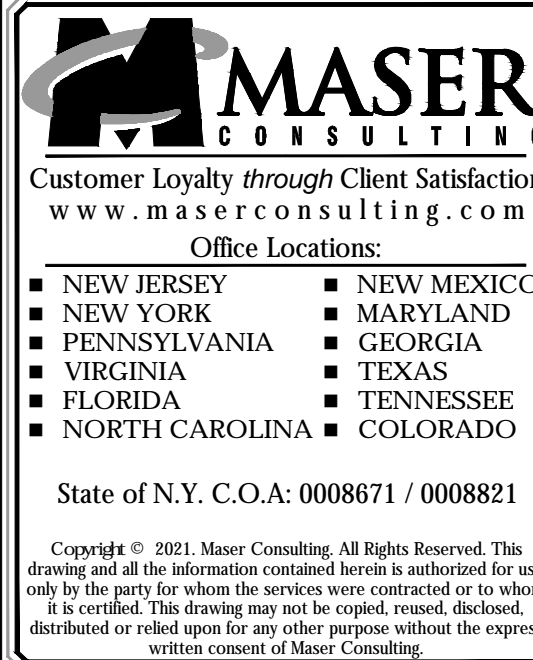 MASER
CONSULTIN
Customer Loyalty through Client Satisfaction
www.maserconsulting.com
Office Locations:
■ NEW JERSEY ■ NEW MEXICO
■ NEW YORK ■ MARYLAND
■ PENNSYLVANIA ■ GEORGIA
■ VIRGINIA ■ TEXAS
■ FLORIDA ■ TENNESSEE
■ NORTH CAROLINA ■ COLORADO
State of N.Y. C.O.A: 0008671 / 0008821
Copyright © 2021. Maser Consulting. All Rights Reserved. This
drawing and all the information contained herein is authorized for us
only by the party for whom the services were contracted or to whom
it is certified. This drawing may not be copied, reused, disclosed,
distributed or relied upon for any other purpose without the expres
written consent of Maser Consulting.